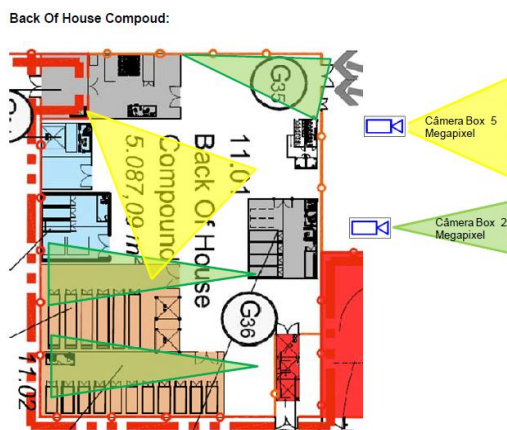 Back Of House Compoud:
G35
11.01
Back Of House
Compound
5.087,09 m
G36
11.02
Câmera Box 5
Megapixel
Câmera Box 2
Megapixel